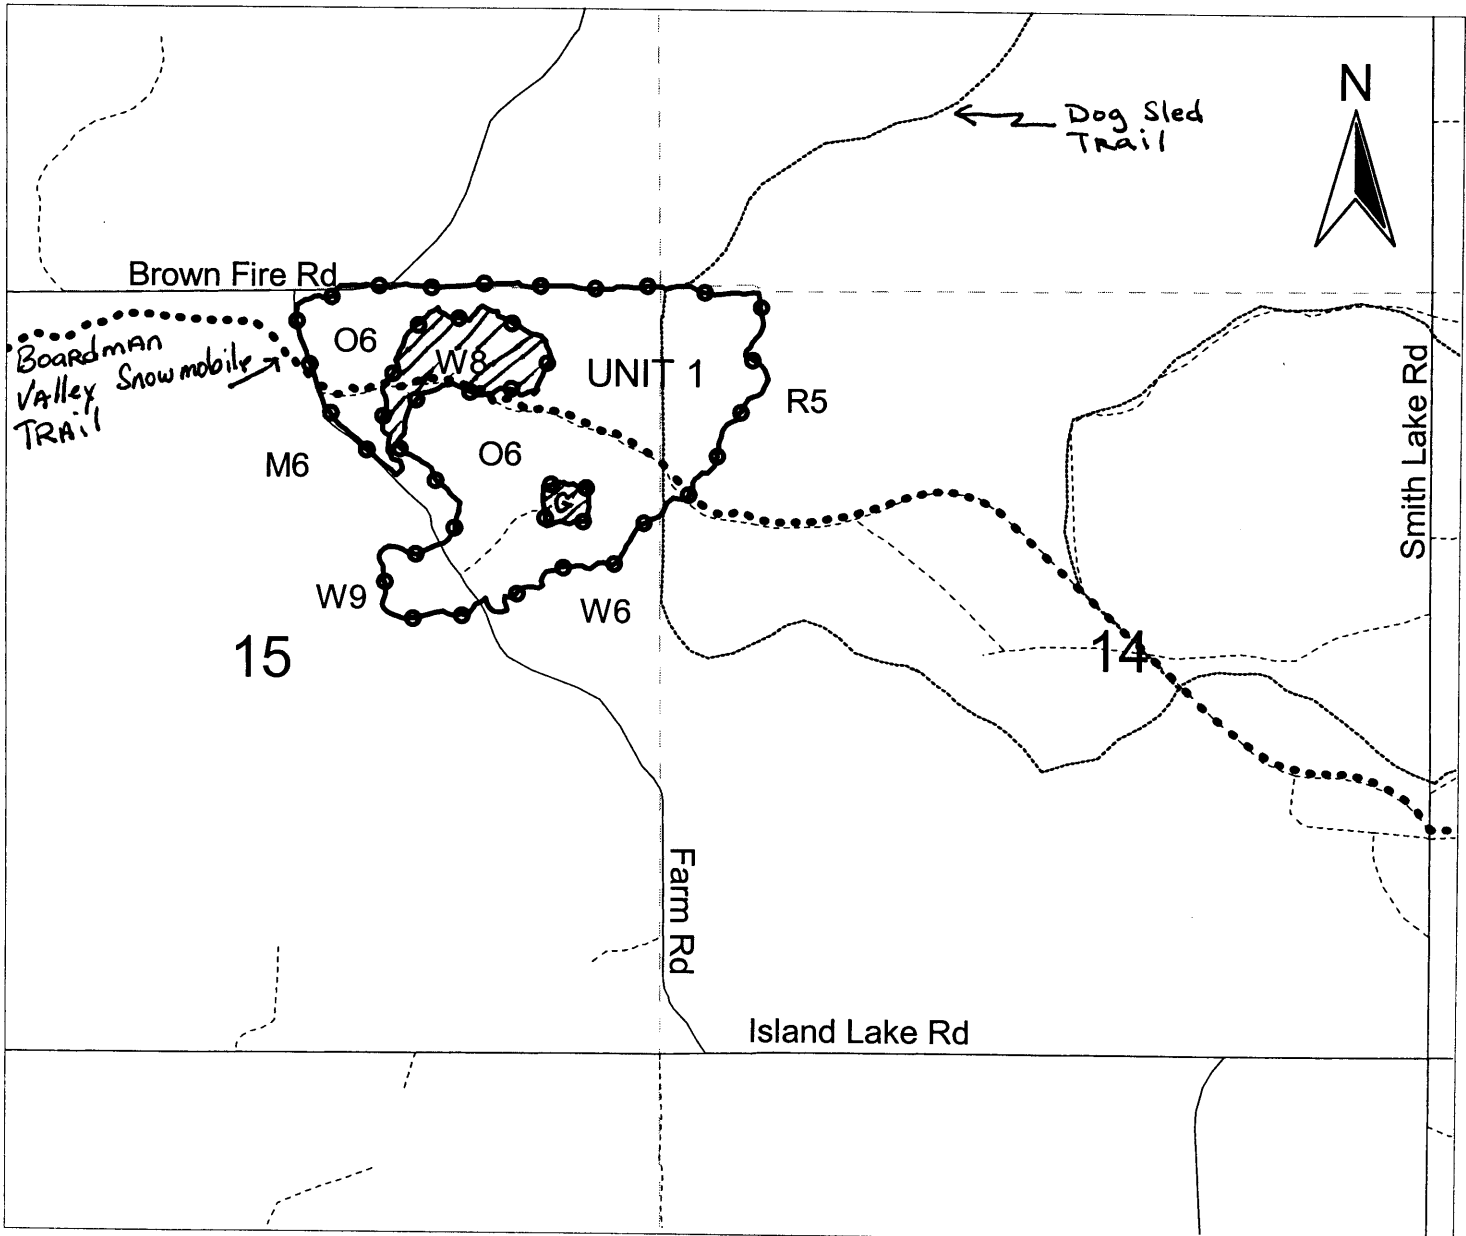 N
Dog Sled
Trail
Brown Fire Rd
Boardman
Valley Snowmobile
TRail
O6
W8
UNIT 1
R5
M6
O6
G
W9
W6
15
14
Smith Lake Rd
Farm Rd
Island Lake Rd